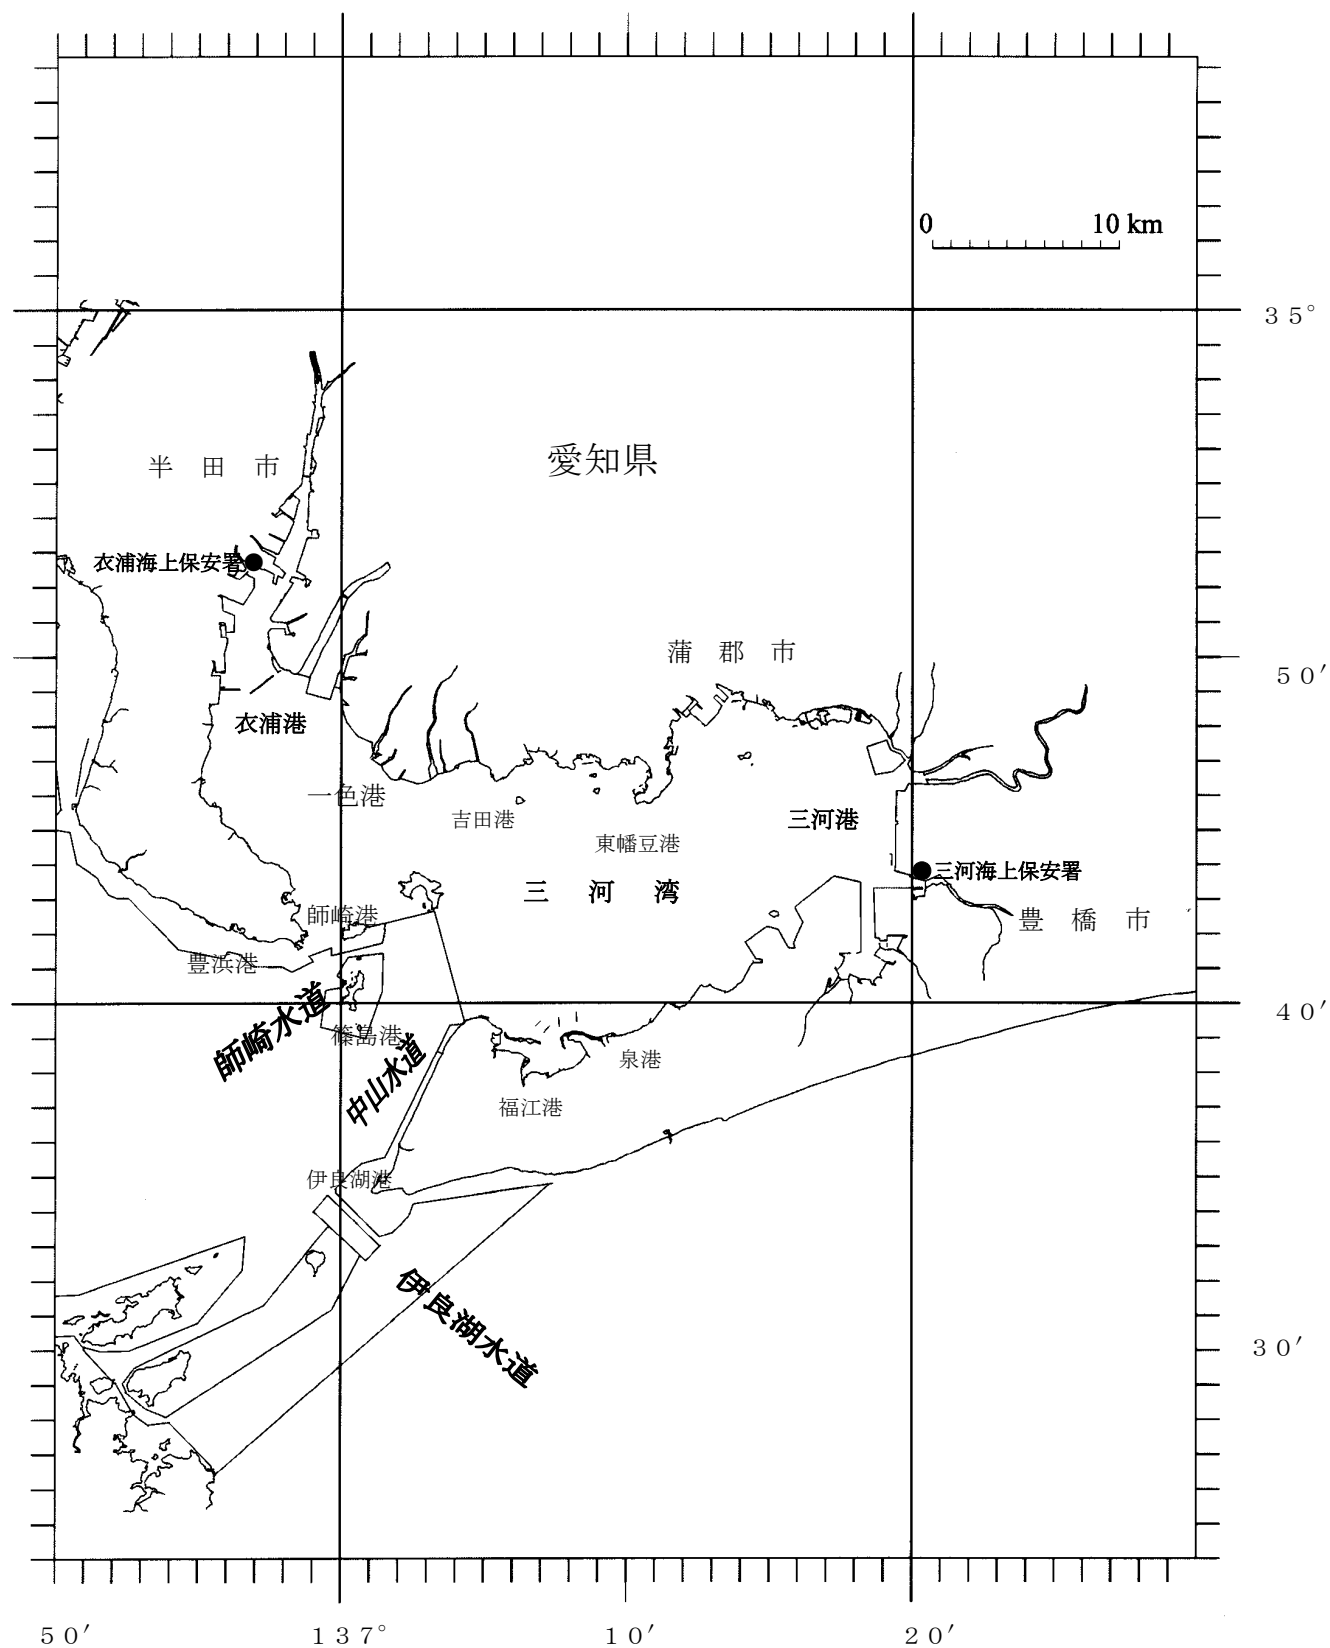 0 10 km
３５°
愛知県
半 田 市
衣浦海上保安署
蒲 郡 市
５０′
衣浦港
一色港
吉田港
三河港
東幡豆港
三河海上保安署
三 河 湾
師崎港
豊 橋 市
豊浜港
師崎水道
４０′
篠島港
中山水道
泉港
福江港
伊良湖港
伊良湖水道
３０′
５０′ １３７° １０′ ２０′